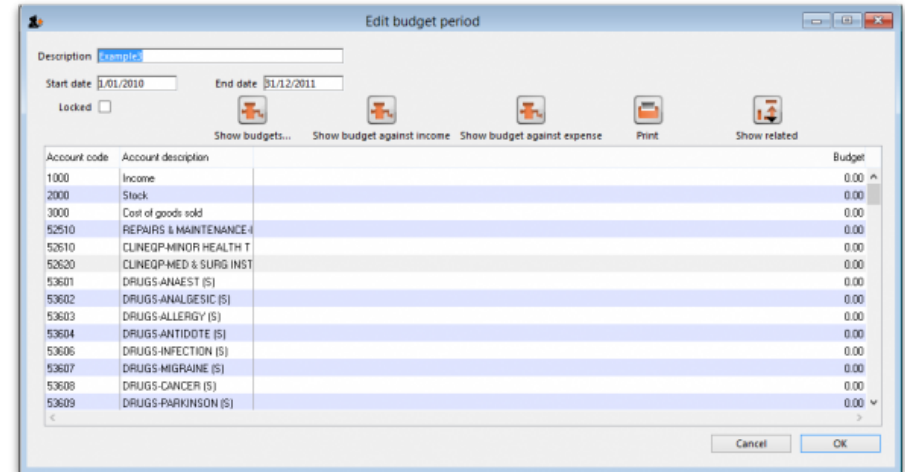 Edit budget period
Description Example3
Start date 1/01/2010 End date 31/12/2011
Locked
Show budgets... Show budget against income Show budget against expense Print Show related
Account code Account description Budget
1000 Income 0.00
2000 Stock 0.00
3000 Cost of goods sold 0.00
52510 REPAIRS & MAINTENANCE- 0.00
52610 CLINEQP-MINOR HEALTH T 0.00
52620 CLINEQP-MED & SURG INST 0.00
53601 DRUGS-ANAEST (S) 0.00
53602 DRUGS-ANALGESIC (S) 0.00
53603 DRUGS-ALLERGY (S) 0.00
53604 DRUGS-ANTIDOTE (S) 0.00
53606 DRUGS-INFECTION (S) 0.00
53607 DRUGS-MIGRAINE (S) 0.00
53608 DRUGS-CANCER (S) 0.00
53609 DRUGS-PARKINSON (S) 0.00
Cancel OK